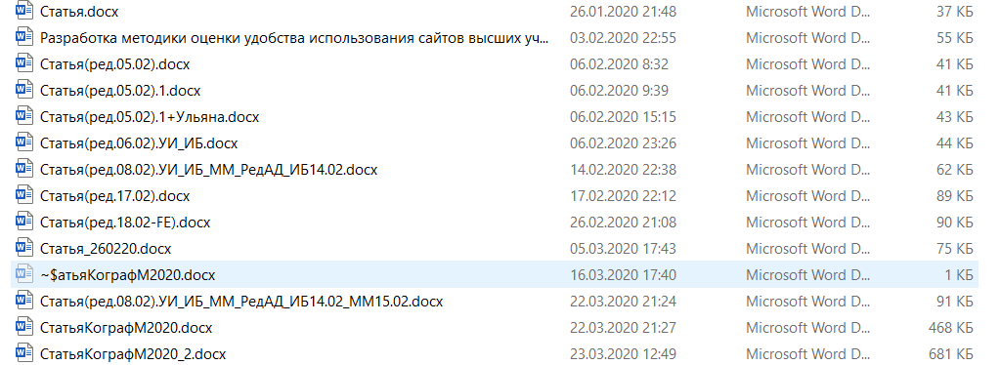 Статья.docx 26.01.2020 21:48 Microsoft Word D... 37 КБ
Разработка методики оценки удобства использования сайтов высших уч... 03.02.2020 22:55 Microsoft Word D... 55 КБ
Статья(ред.05.02).docx 06.02.2020 8:32 Microsoft Word D... 41 КБ
Статья(ред.05.02).1.docx 06.02.2020 9:39 Microsoft Word D... 41 КБ
Статья(ред.05.02).1+Ульяна.docx 06.02.2020 15:15 Microsoft Word D... 43 КБ
Статья(ред.06.02).УИ_ИБ.docx 06.02.2020 23:26 Microsoft Word D... 44 КБ
Статья(ред.08.02).УИ_ИБ_ММ_РедАД_ИБ14.02.docx 14.02.2020 22:38 Microsoft Word D... 62 КБ
Статья(ред.17.02).docx 17.02.2020 22:12 Microsoft Word D... 89 КБ
Статья(ред.18.02-FE).docx 26.02.2020 21:08 Microsoft Word D... 90 КБ
Статья_260220.docx 05.03.2020 17:43 Microsoft Word D... 75 КБ
~$атьяКографМ2020.docx 16.03.2020 17:40 Microsoft Word D... 1 КБ
Статья(ред.08.02).УИ_ИБ_ММ_РедАД_ИБ14.02_ММ15.02.docx 22.03.2020 21:24 Microsoft Word D... 91 КБ
СтатьяКографМ2020.docx 22.03.2020 21:27 Microsoft Word D... 468 КБ
СтатьяКографМ2020_2.docx 23.03.2020 12:49 Microsoft Word D... 681 КБ